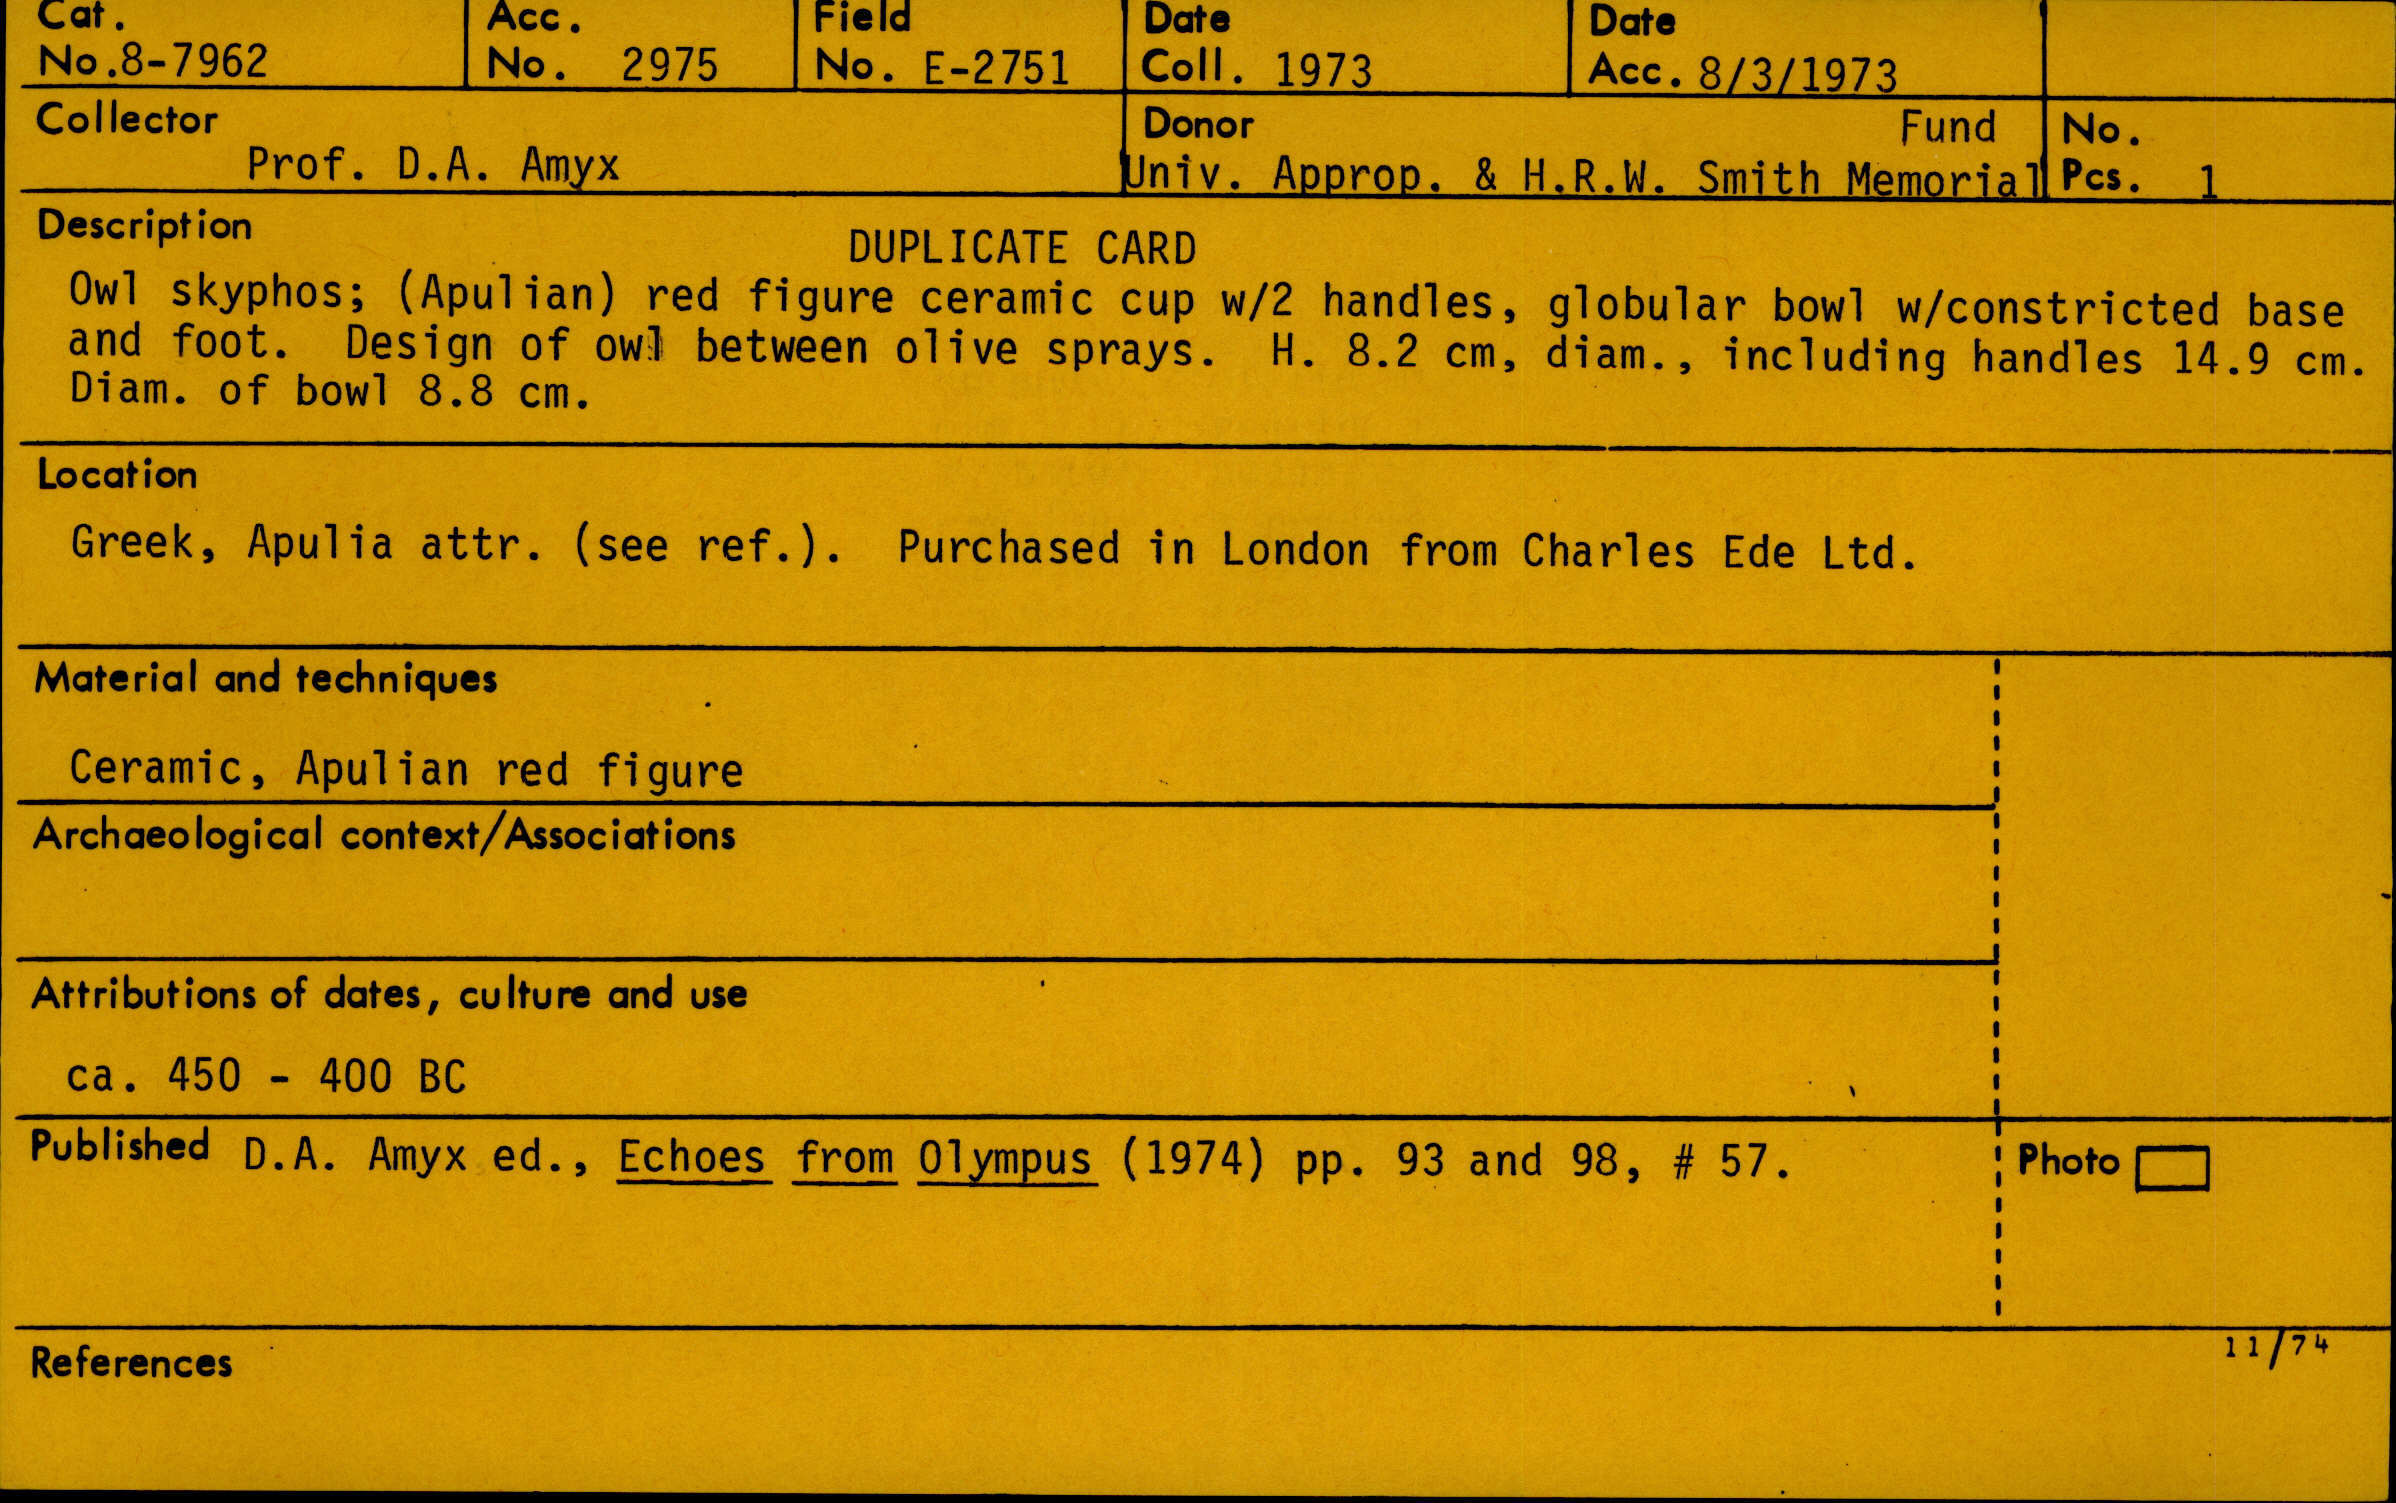 Cat. Acc. Field Date Date
No.8-7962 No. 2975 No. E-2751 Coll. 1973 Acc. 8/3/1973
Collector Donor Fund No.
Prof. D.A. Amyx Univ. Approp. & H.R.W. Smith Memorial Pcs. 1
Description
DUPLICATE CARD
Owl skyphos; (Apulian) red figure ceramic cup w/2 handles, globular bowl w/constricted base
and foot. Design of owl between olive sprays. H. 8.2 cm, diam., including handles 14.9 cm.
Diam. of bowl 8.8 cm.
Location
Greek, Apulia attr. (see ref.). Purchased in London from Charles Ede Ltd.
Material and techniques
Ceramic, Apulian red figure
Archaeological context/Associations
Attributions of dates, culture and use
ca. 450 - 400 BC
Published D.A. Amyx ed., Echoes from Olympus (1974) pp. 93 and 98, # 57. Photo
References 11/74